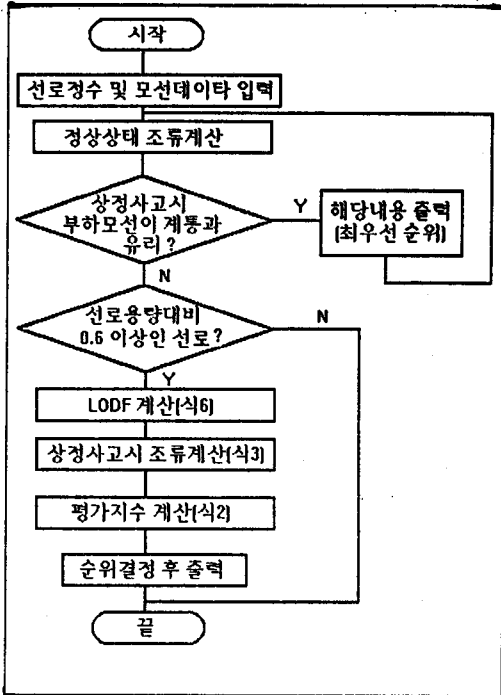 시작
선로정수 및 모선데이타 입력
정상상태 조류계산
상정사고시
부하모선이 계통과
유리 ?
Y
해당내용 출력
(최우선 순위)
N
선로용량대비
0.6 이상인 선로?
N
Y
LODF 계산(식6)
상정사고시 조류계산(식3)
평가지수 계산(식2)
순위결정 후 출력
끝